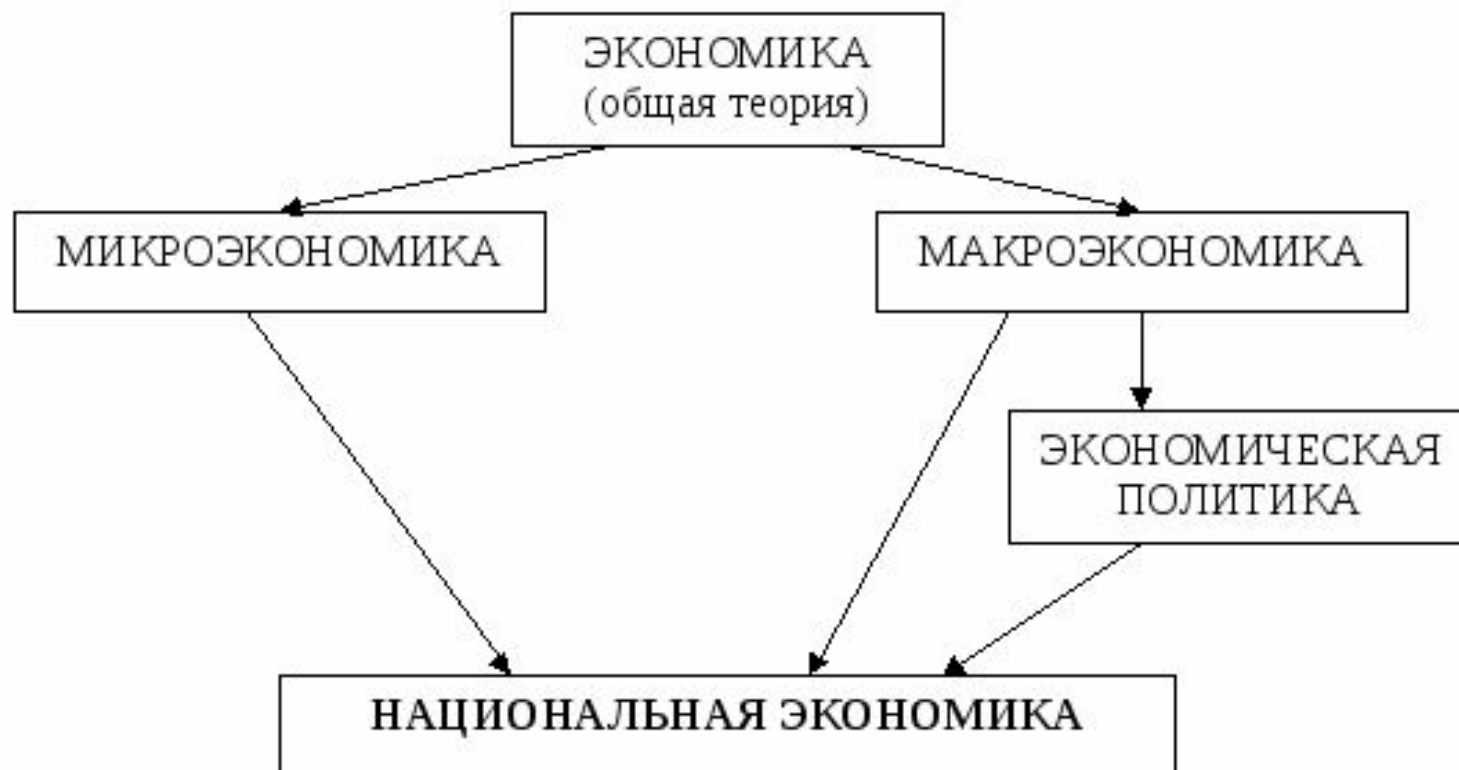 ЭКОНОМИКА
(общая теория)
МИКРОЭКОНОМИКА
МАКРОЭКОНОМИКА
ЭКОНОМИЧЕСКАЯ
ПОЛИТИКА
НАЦИОНАЛЬНАЯ ЭКОНОМИКА